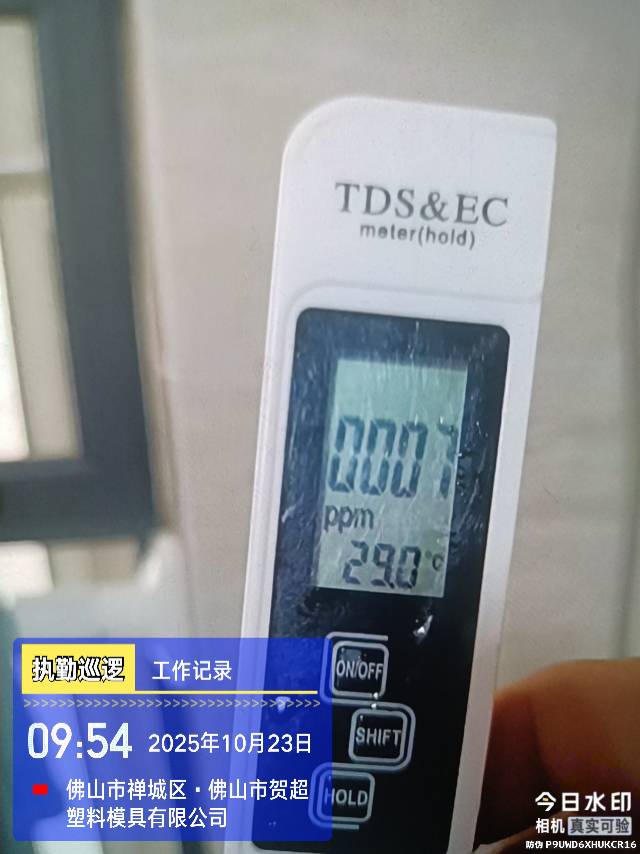 TDS&EC
meter(hold)
0007
ppm
29.0°C
ON/OFF
SHIFT
HOLD
执勤巡逻 工作记录
09:54 2025年10月23日
佛山市禅城区·佛山市贺超
塑料模具有限公司
今日水印
相机 真实可验
防伪 P9UWD6XHUKCR16